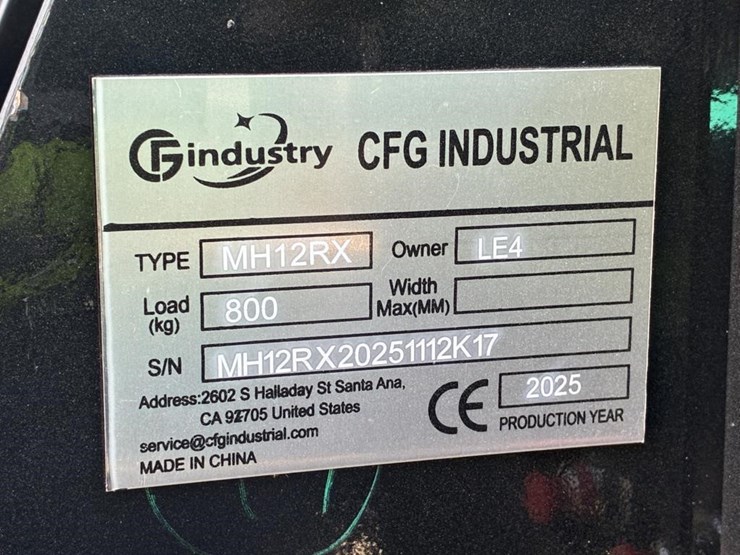 CFindustry CFG INDUSTRIAL
TYPE MH12RX Owner LE4
Load (kg) 800 Width Max(MM)
S/N MH12RX20251112K17
Address:2602 S Halladay St Santa Ana,
CA 92705 United States
service@cfgindustrial.com
MADE IN CHINA
CE 2025
PRODUCTION YEAR